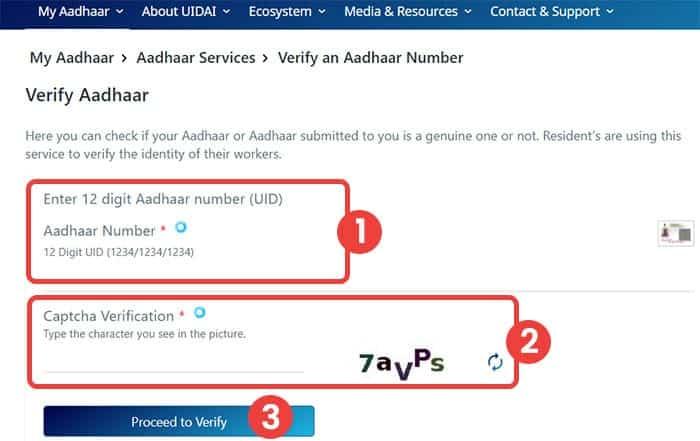 My Aadhaar About UIDAI Ecosystem Media & Resources Contact & Support
My Aadhaar > Aadhaar Services > Verify an Aadhaar Number
Verify Aadhaar
Here you can check if your Aadhaar or Aadhaar submitted to you is a genuine one or not. Resident's are using this
service to verify the identity of their workers.
Enter 12 digit Aadhaar number (UID)
Aadhaar Number *
12 Digit UID (1234/1234/1234)
1
Captcha Verification *
Type the character you see in the picture.
7aVPs
2
Proceed to Verify
3